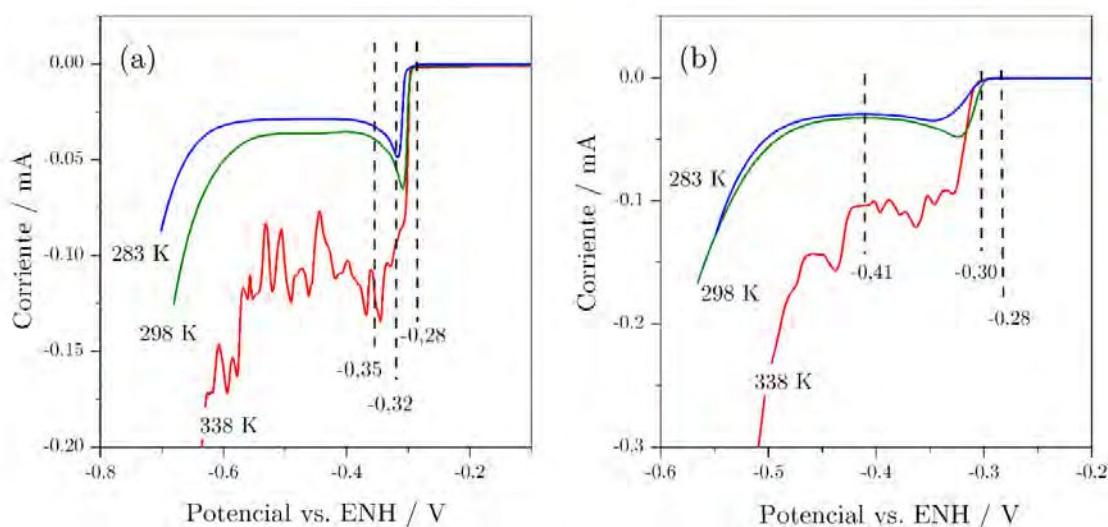 (a)
0.00
0.05
-0.10
-0.15
-0.20
Corriente / mA
283 K
298 K
338 K
-0,35
-0,32
-0,28
-0.8
-0.6
-0.4
-0.2
Potencial vs. ENH / V
(b)
0.0
-0.1
-0.2
-0.3
Corriente / mA
283 K
298 K
338 K
-0,41
-0,30
-0.28
-0.6
-0.5
-0.4
-0.3
-0.2
Potencial vs. ENH / V